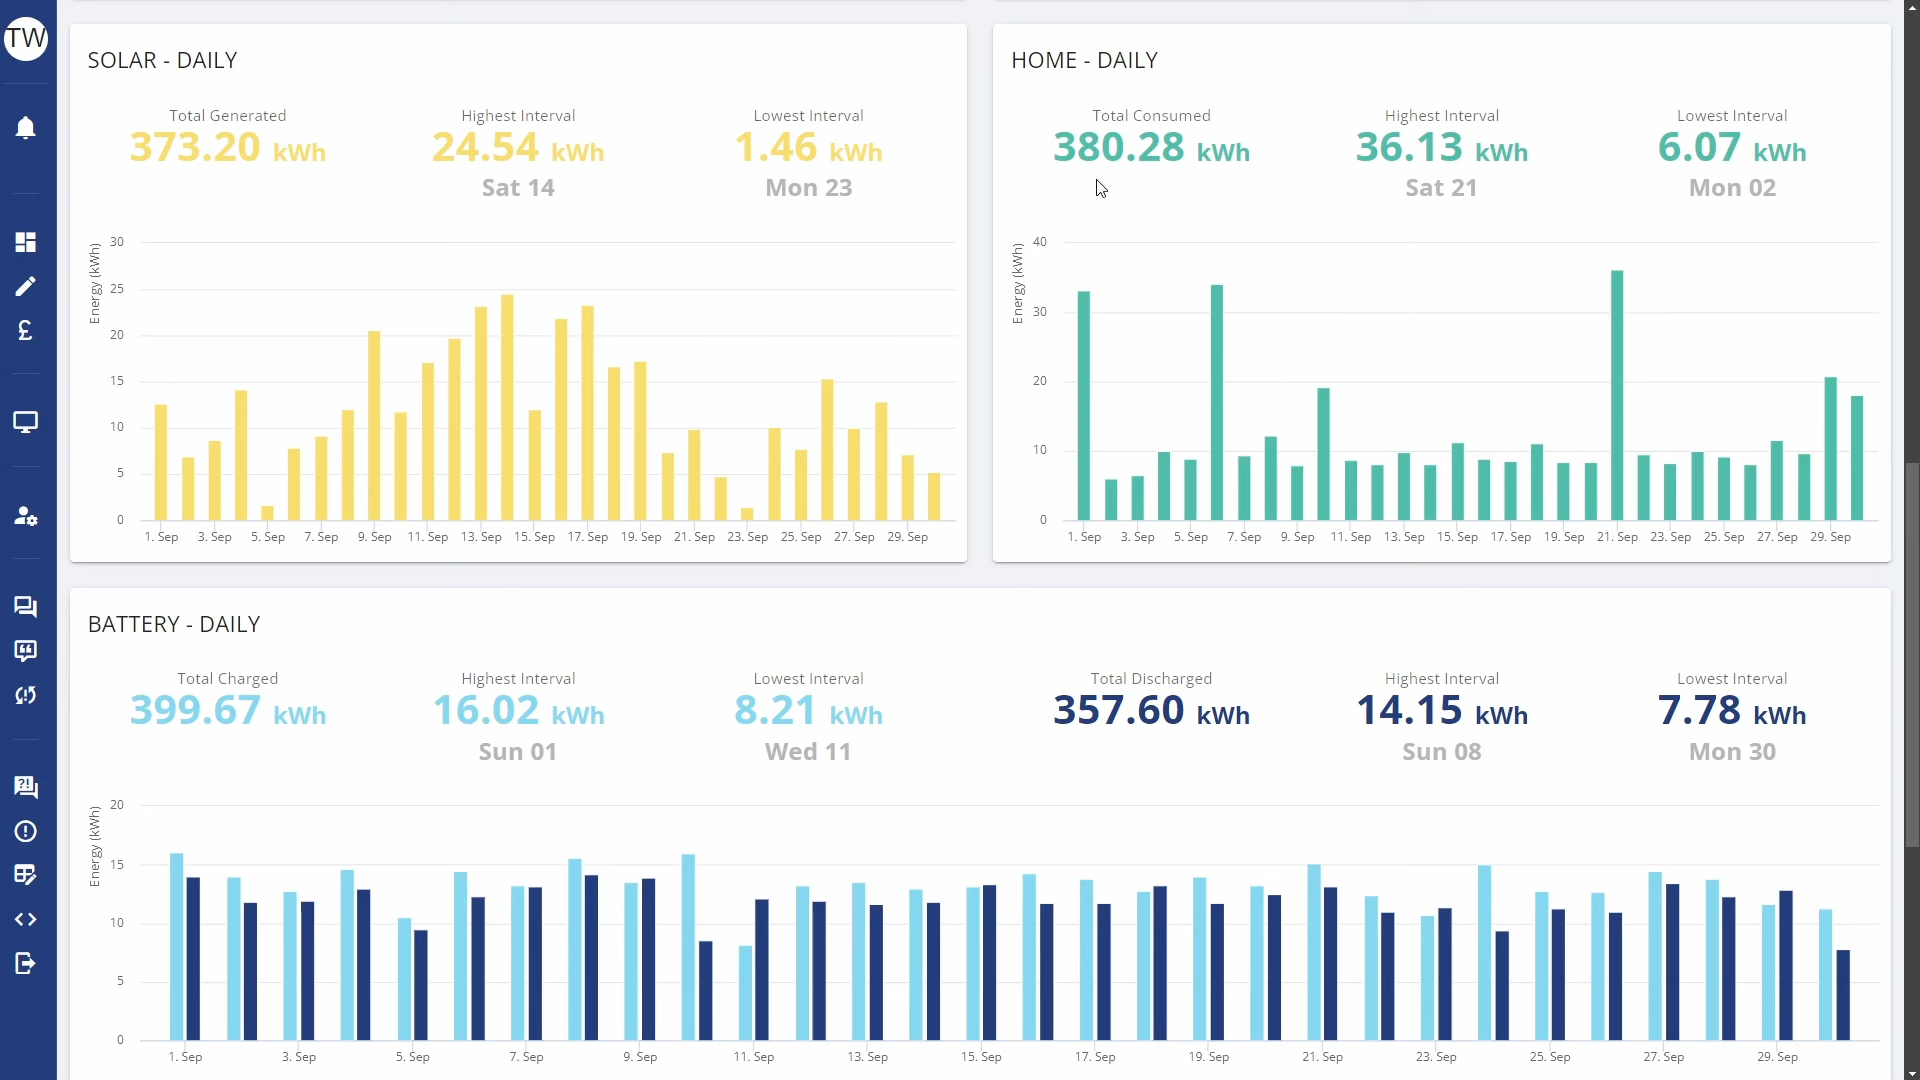 TW
SOLAR - DAILY
Total Generated
373.20 kWh
Highest Interval
24.54 kWh
Sat 14
Lowest Interval
1.46 kWh
Mon 23
Energy (kWh)
30
25
20
15
10
5
0
1. Sep 3. Sep 5. Sep 7. Sep 9. Sep 11. Sep 13. Sep 15. Sep 17. Sep 19. Sep 21. Sep 23. Sep 25. Sep 27. Sep 29. Sep
HOME - DAILY
Total Consumed
380.28 kWh
Highest Interval
36.13 kWh
Sat 21
Lowest Interval
6.07 kWh
Mon 02
Energy (kWh)
40
30
20
10
0
1. Sep 3. Sep 5. Sep 7. Sep 9. Sep 11. Sep 13. Sep 15. Sep 17. Sep 19. Sep 21. Sep 23. Sep 25. Sep 27. Sep 29. Sep
BATTERY - DAILY
Total Charged
399.67 kWh
Highest Interval
16.02 kWh
Sun 01
Lowest Interval
8.21 kWh
Wed 11
Total Discharged
357.60 kWh
Highest Interval
14.15 kWh
Sun 08
Lowest Interval
7.78 kWh
Mon 30
Energy (kWh)
20
15
10
5
0
1. Sep 3. Sep 5. Sep 7. Sep 9. Sep 11. Sep 13. Sep 15. Sep 17. Sep 19. Sep 21. Sep 23. Sep 25. Sep 27. Sep 29. Sep